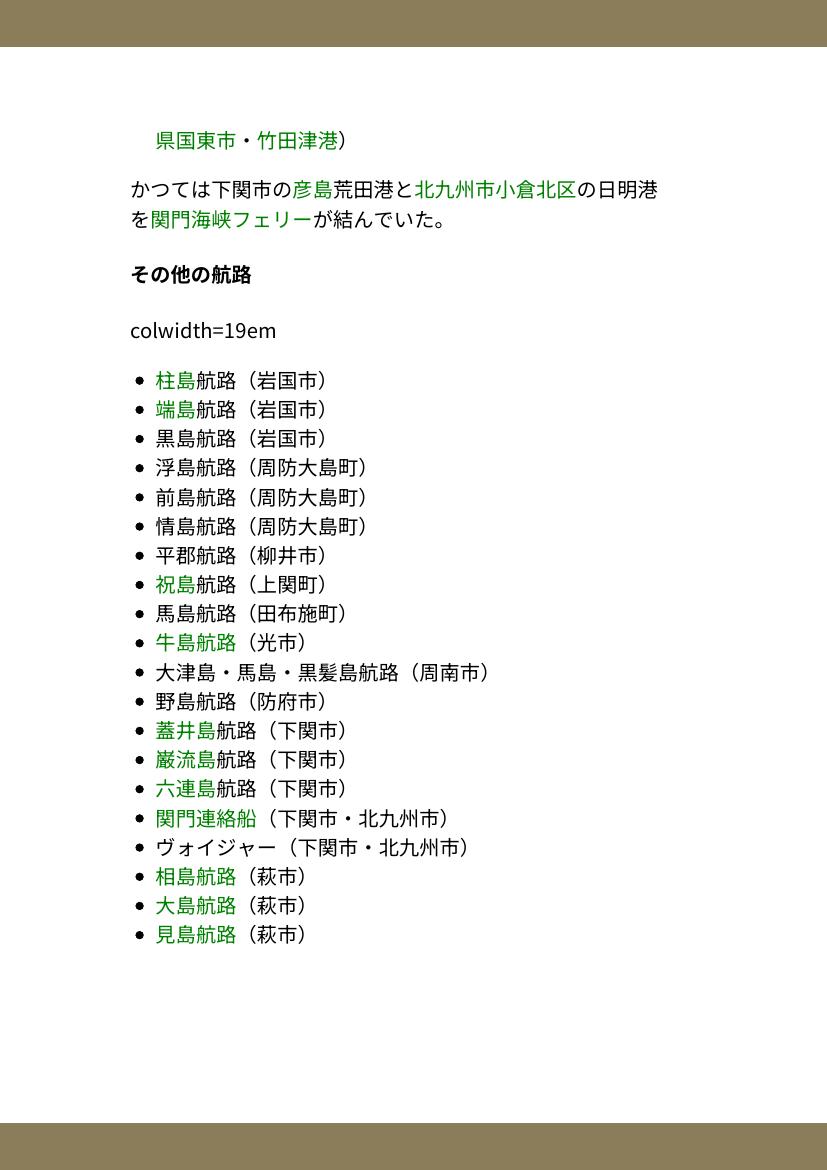 県国東市・竹田津港）
かつては下関市の彦島荒田港と北九州市小倉北区の日明港
を関門海峡フェリーが結んでいた。
その他の航路
colwidth=19em
• 柱島航路（岩国市）
• 端島航路（岩国市）
• 黒島航路（岩国市）
• 浮島航路（周防大島町）
• 前島航路（周防大島町）
• 情島航路（周防大島町）
• 平郡航路（柳井市）
• 祝島航路（上関町）
• 馬島航路（田布施町）
• 牛島航路（光市）
• 大津島・馬島・黒髪島航路（周南市）
• 野島航路（防府市）
• 蓋井島航路（下関市）
• 巌流島航路（下関市）
• 六連島航路（下関市）
• 関門連絡船（下関市・北九州市）
• ヴォイジャー（下関市・北九州市）
• 相島航路（萩市）
• 大島航路（萩市）
• 見島航路（萩市）